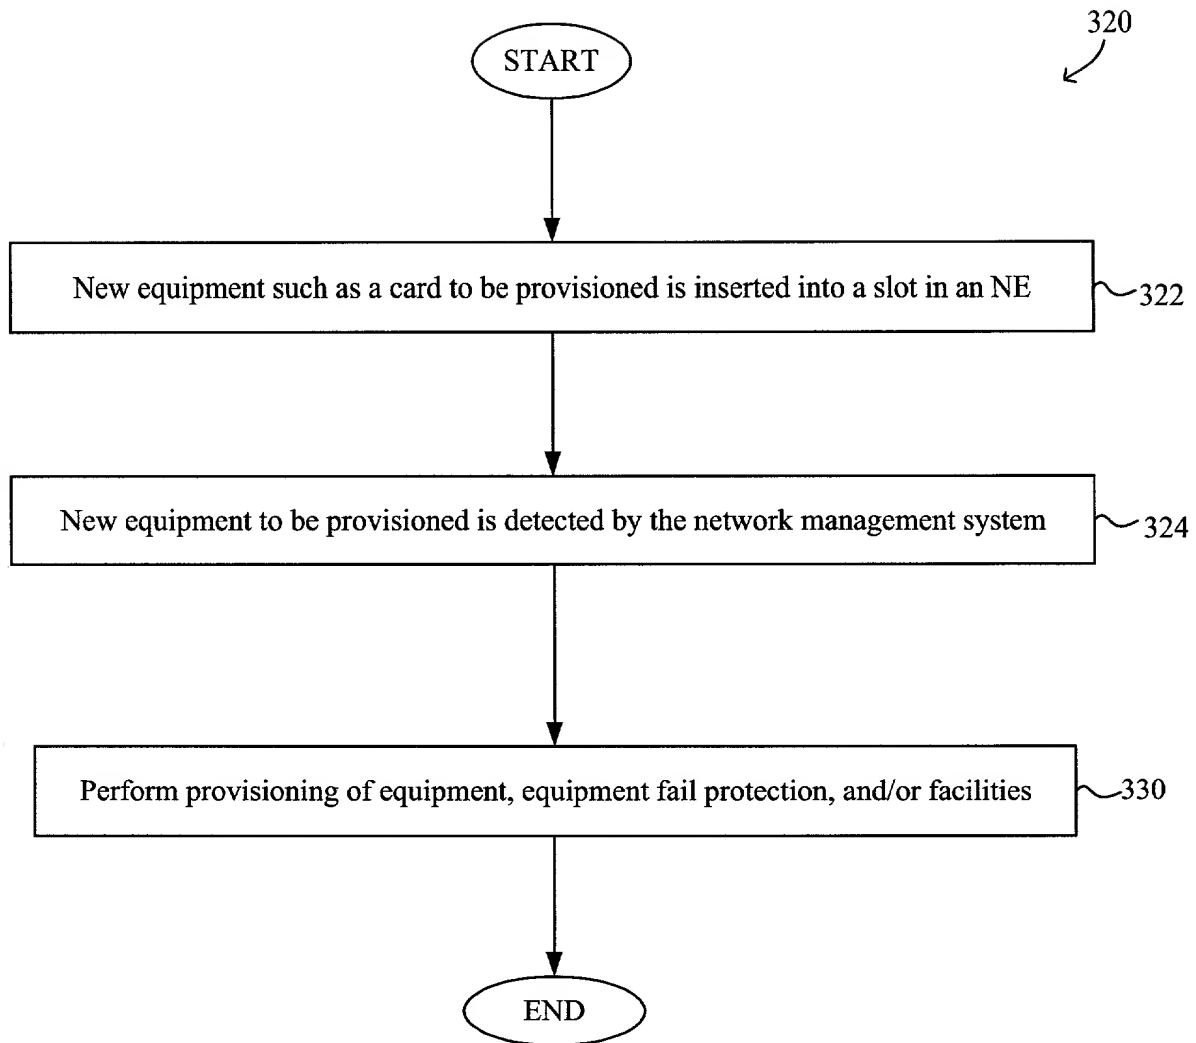 320
START
New equipment such as a card to be provisioned is inserted into a slot in an NE
322
New equipment to be provisioned is detected by the network management system
324
Perform provisioning of equipment, equipment fail protection, and/or facilities
330
END